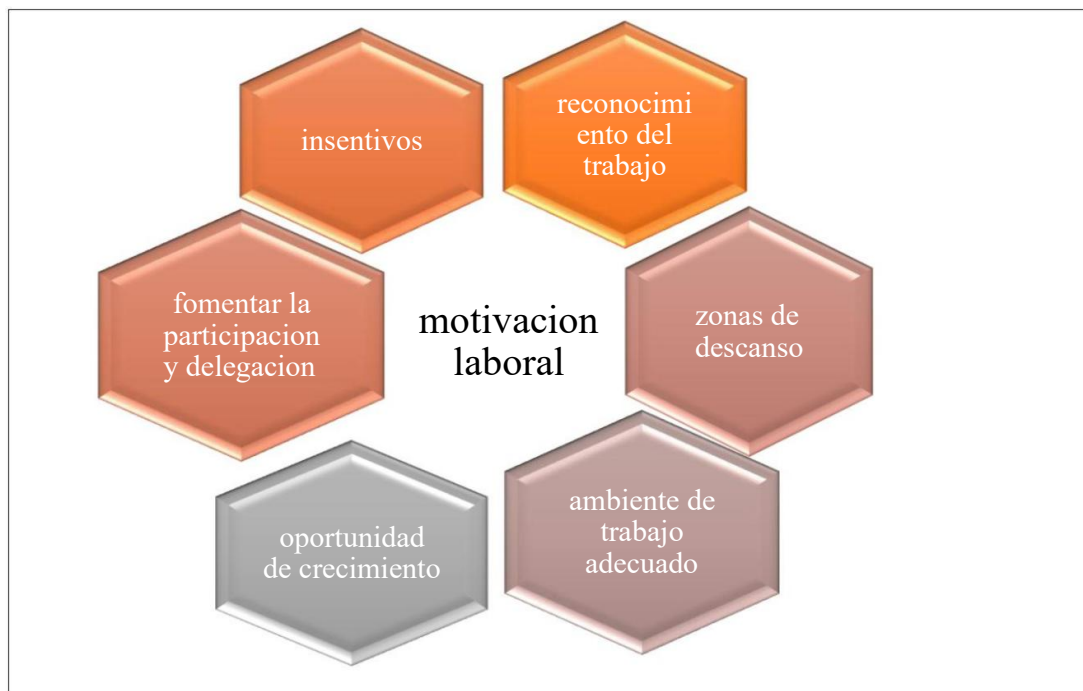 insentivos
reconocimi
ento del
trabajo
fomentar la
participacion
y delegacion
motivacion
laboral
zonas de
descanso
oportunidad
de crecimiento
ambiente de
trabajo
adecuado